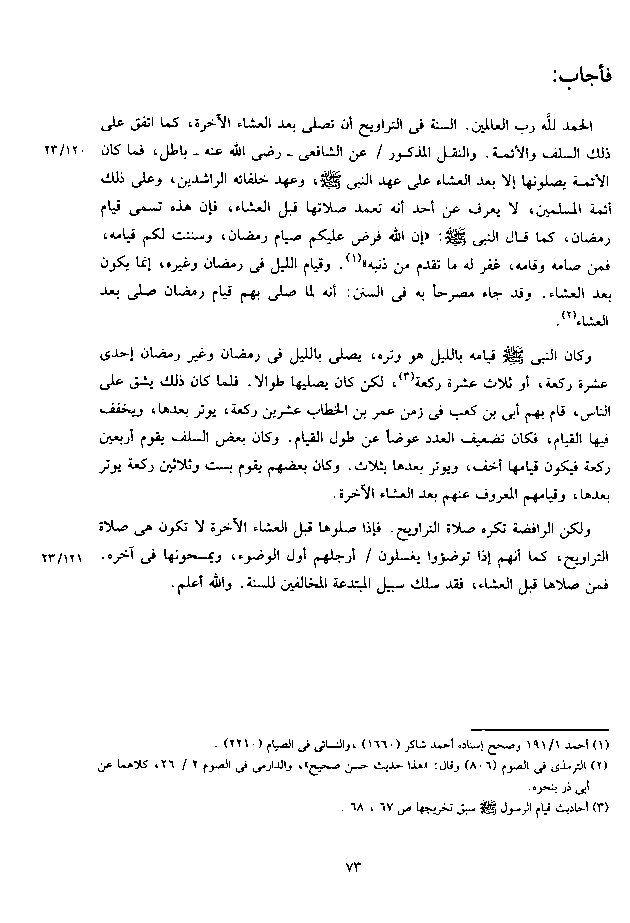 فأجاب:
الحمد لله رب العالمين. السنة فى التراويح أن تصلى بعد العشاء الآخرة، كما اتفق على
ذلك السلف والأئمة. والنقل المذكور / عن الشافعى ـ رضى الله عنه ـ باطل، فما كان ٢٣/١٢٠
الأئمة يصلونها إلا بعد العشاء على عهد النبى ﷺ، وعهد خلفائه الراشدين، وعلى ذلك
أئمة المسلمين، لا يعرف عن أحد أنه تعمد صلاتها قبل العشاء، فإن هذه تسمى قيام
رمضان، كما قال النبى ﷺ: «إن الله فرض عليكم صيام رمضان، وسننت لكم قيامه،
فمن صامه وقامه، غفر له ما تقدم من ذنبه»(١). وقيام الليل فى رمضان وغيره، إنما يكون
بعد العشاء. وقد جاء مصرحاً به فى السنن: أنه لما صلى بهم قيام رمضان صلى بعد
العشاء(٢).
وكان النبى ﷺ قيامه بالليل هو وتره، يصلى بالليل فى رمضان وغير رمضان إحدى
عشرة ركعة، أو ثلاث عشرة ركعة(٣)، لكن كان يصليها طوالا. فلما كان ذلك يشق على
الناس، قام بهم أبى بن كعب فى زمن عمر بن الخطاب عشرين ركعة، يوتر بعدها، ويخفف
فيها القيام، فكان تضعيف العدد عوضاً عن طول القيام. وكان بعض السلف يقوم أربعين
ركعة فيكون قيامها أخف، ويوتر بعدها بثلاث. وكان بعضهم يقوم بست وثلاثين ركعة يوتر
بعدها، وقيامهم المعروف عنهم بعد العشاء الآخرة.
ولكن الرافضة تكره صلاة التراويح. فإذا صلوها قبل العشاء الآخرة لا تكون هى صلاة
التراويح، كما أنهم إذا توضؤوا يغسلون / أرجلهم أول الوضوء، ويمسحونها فى آخره. ٢٣/١٢١
فمن صلاها قبل العشاء، فقد سلك سبيل المبتدعة المخالفين للسنة. والله أعلم.
(١) أحمد ١/ ١٩١ وصحح إسناده أحمد شاكر (١٦٦٠) ، والنسائى فى الصيام (٢٢١٠) .
(٢) الترمذى فى الصوم (٨٠٦) وقال: «هذا حديث حسن صحيح»، والدارمى فى الصوم ٢ / ٢٦، كلاهما عن
أبى ذر بنحوه.
(٣) أحاديث قيام الرسول ﷺ سبق تخريجها ص ٦٧ ، ٦٨ .
٧٣